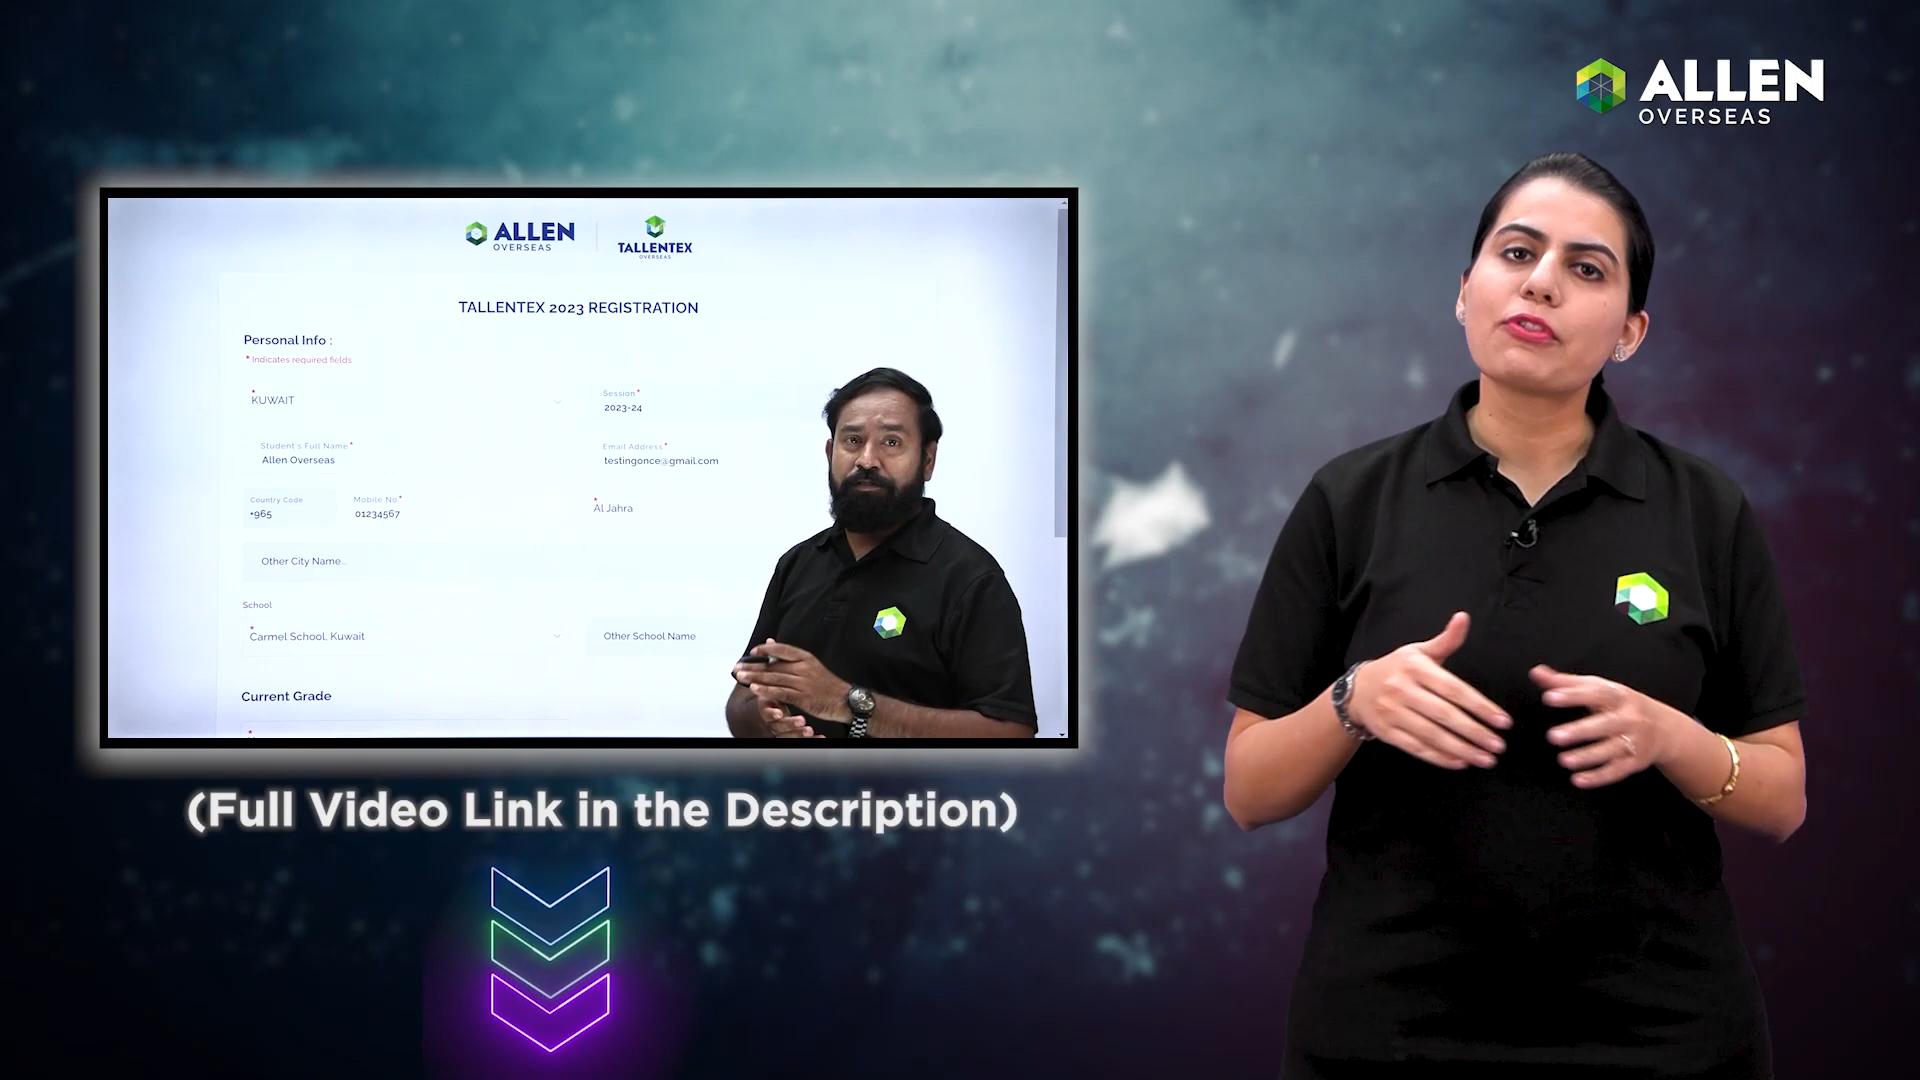 ALLEN
OVERSEAS
ALLEN
OVERSEAS
TALLENTEX
OVERSEAS
TALLENTEX 2023 REGISTRATION
Personal Info :
* Indicates required fields
* KUWAIT
Session *
2023-24
Student's Full Name *
Allen Overseas
Email Address *
testingonce@gmail.com
Country Code
+965
Mobile No *
01234567
* Al Jahra
Other City Name...
School
* Carmel School, Kuwait
Other School Name
Current Grade
*
(Full Video Link in the Description)